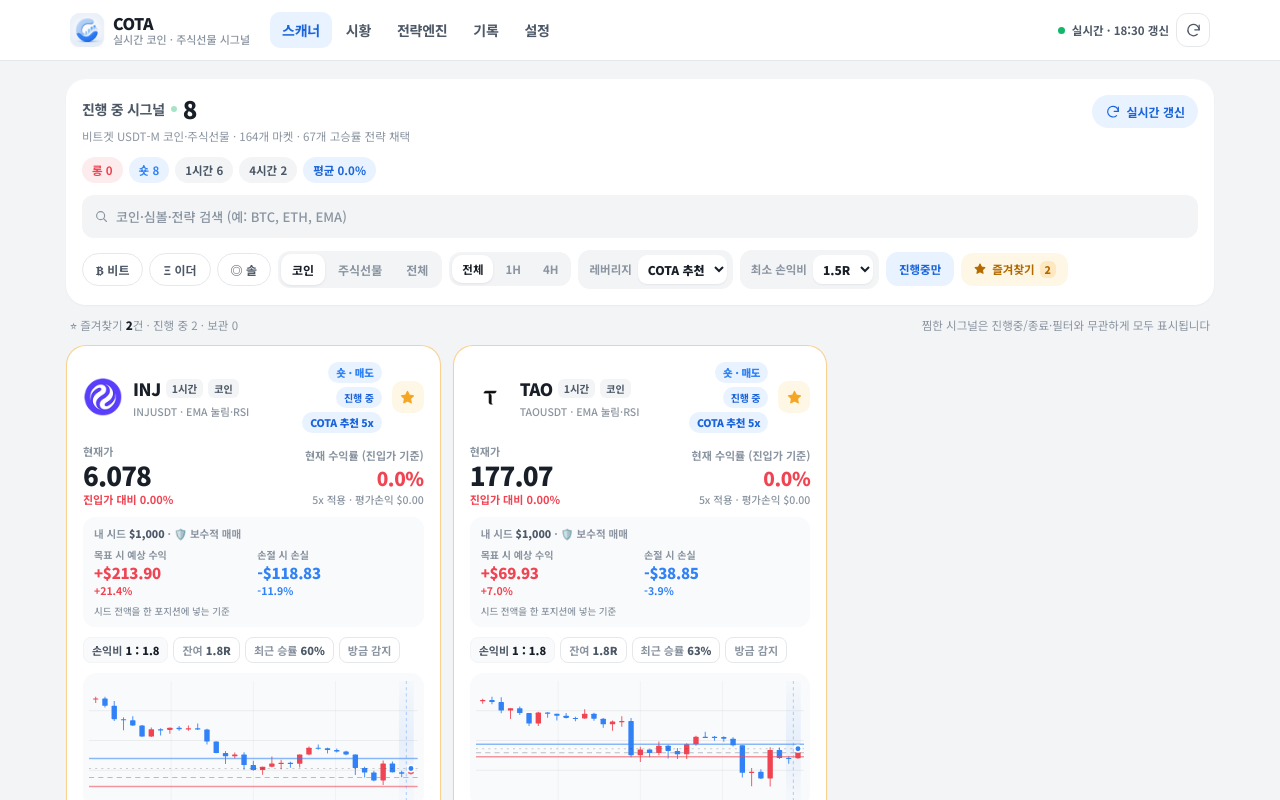 COTA
실시간 코인 · 주식선물 시그널
스캐너
시황
전략엔진
기록
설정
실시간 · 18:30 갱신
진행 중 시그널 8
실시간 갱신
비트겟 USDT-M 코인·주식선물 · 164개 마켓 · 67개 고승률 전략 채택
롱 0
숏 8
1시간 6
4시간 2
평균 0.0%
코인·심볼·전략 검색 (예: BTC, ETH, EMA)
₿ 비트
Ξ 이더
◎ 솔
코인
주식선물
전체
전체
1H
4H
레버리지 COTA 추천
최소 손익비 1.5R
진행중만
즐겨찾기 2
⭐ 즐겨찾기 2건 · 진행 중 2 · 보관 0
찜한 시그널은 진행중/종료·필터와 무관하게 모두 표시됩니다
INJ 1시간 코인
INJUSDT · EMA 눌림·RSI
숏 · 매도
진행 중
COTA 추천 5x
현재가
6.078
진입가 대비 0.00%
현재 수익률 (진입가 기준)
0.0%
5x 적용 · 평가손익 $0.00
내 시드 $1,000 · 🛡️ 보수적 매매
목표 시 예상 수익
+$213.90
+21.4%
손절 시 손실
-$118.83
-11.9%
시드 전액을 한 포지션에 넣는 기준
손익비 1 : 1.8
잔여 1.8R
최근 승률 60%
방금 감지
τ
TAO 1시간 코인
TAOUSDT · EMA 눌림·RSI
숏 · 매도
진행 중
COTA 추천 5x
현재가
177.07
진입가 대비 0.00%
현재 수익률 (진입가 기준)
0.0%
5x 적용 · 평가손익 $0.00
내 시드 $1,000 · 🛡️ 보수적 매매
목표 시 예상 수익
+$69.93
+7.0%
손절 시 손실
-$38.85
-3.9%
시드 전액을 한 포지션에 넣는 기준
손익비 1 : 1.8
잔여 1.8R
최근 승률 63%
방금 감지